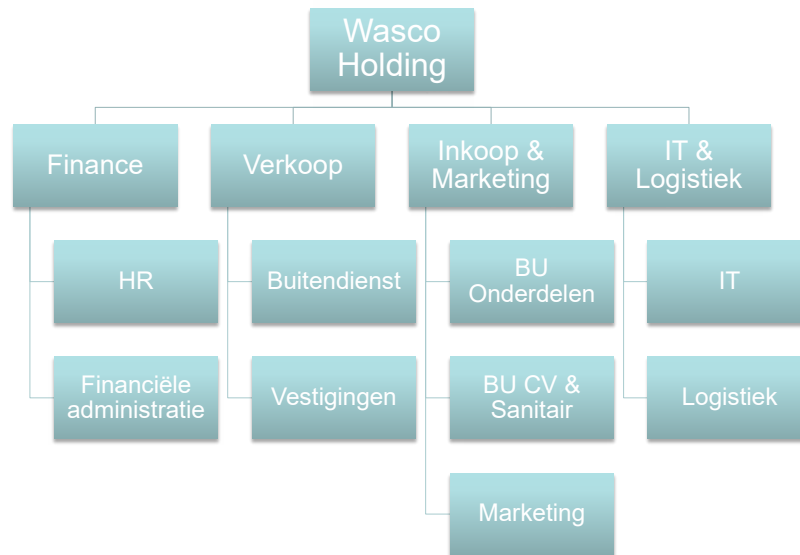 Wasco
Holding
Finance
Verkoop
Inkoop &
Marketing
IT &
Logistiek
HR
Buitendienst
BU
Onderdelen
IT
Financiële
administratie
Vestigingen
BU CV &
Sanitair
Logistiek
Marketing